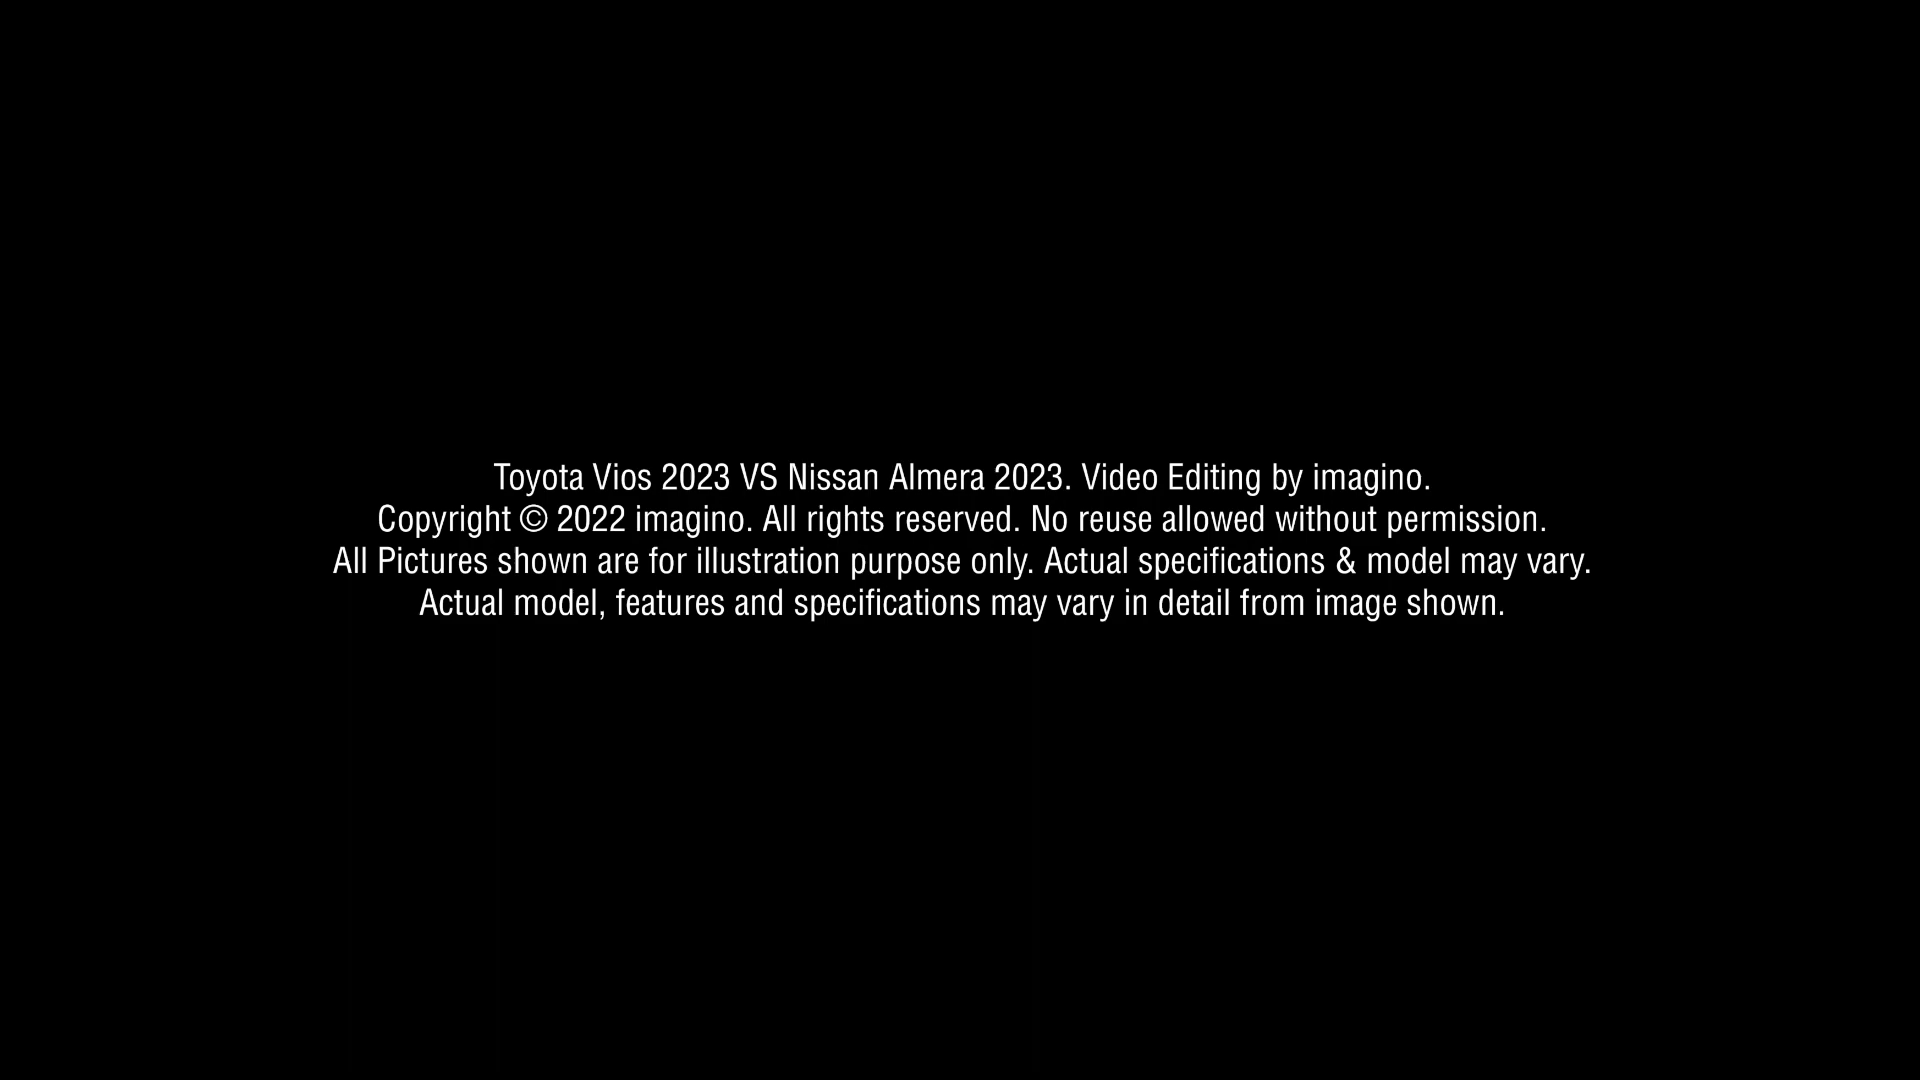 Toyota Vios 2023 VS Nissan Almera 2023. Video Editing by imagino.
Copyright © 2022 imagino. All rights reserved. No reuse allowed without permission.
All Pictures shown are for illustration purpose only. Actual specifications & model may vary.
Actual model, features and specifications may vary in detail from image shown.